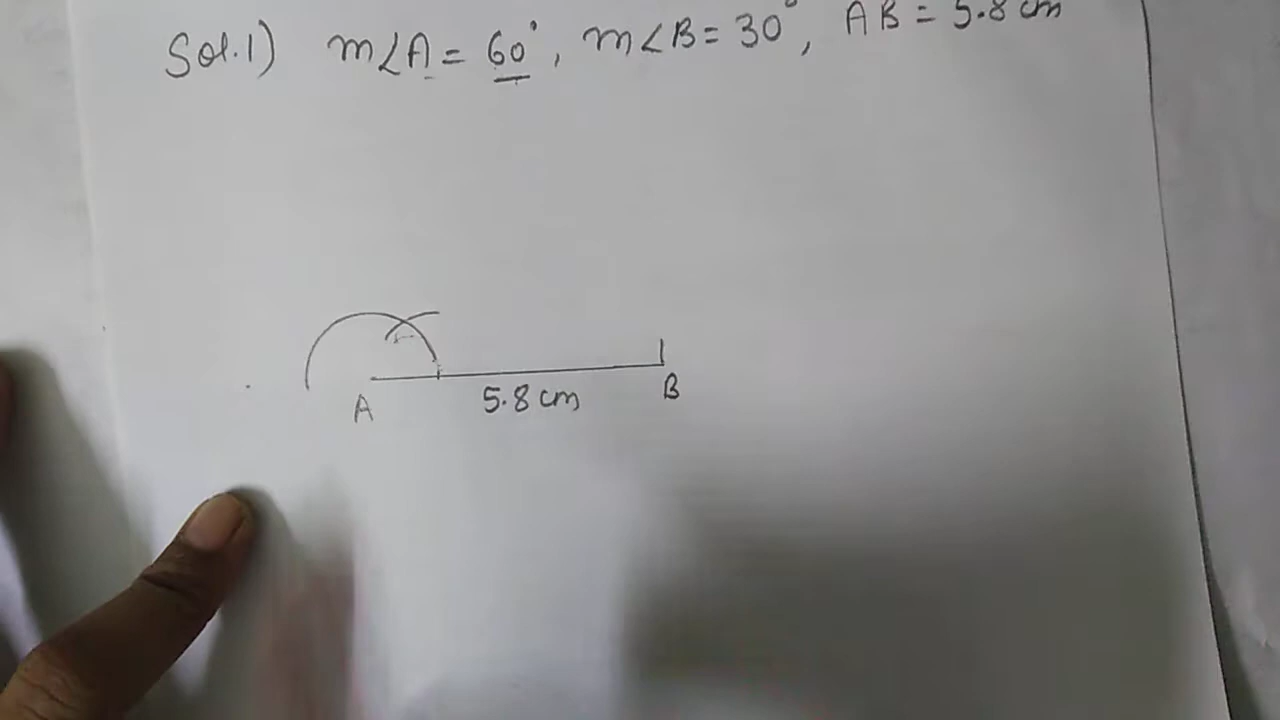 Sol.1) m∠A = 60°, m∠B = 30°, AB = 5.8 cm
A 5.8 cm B